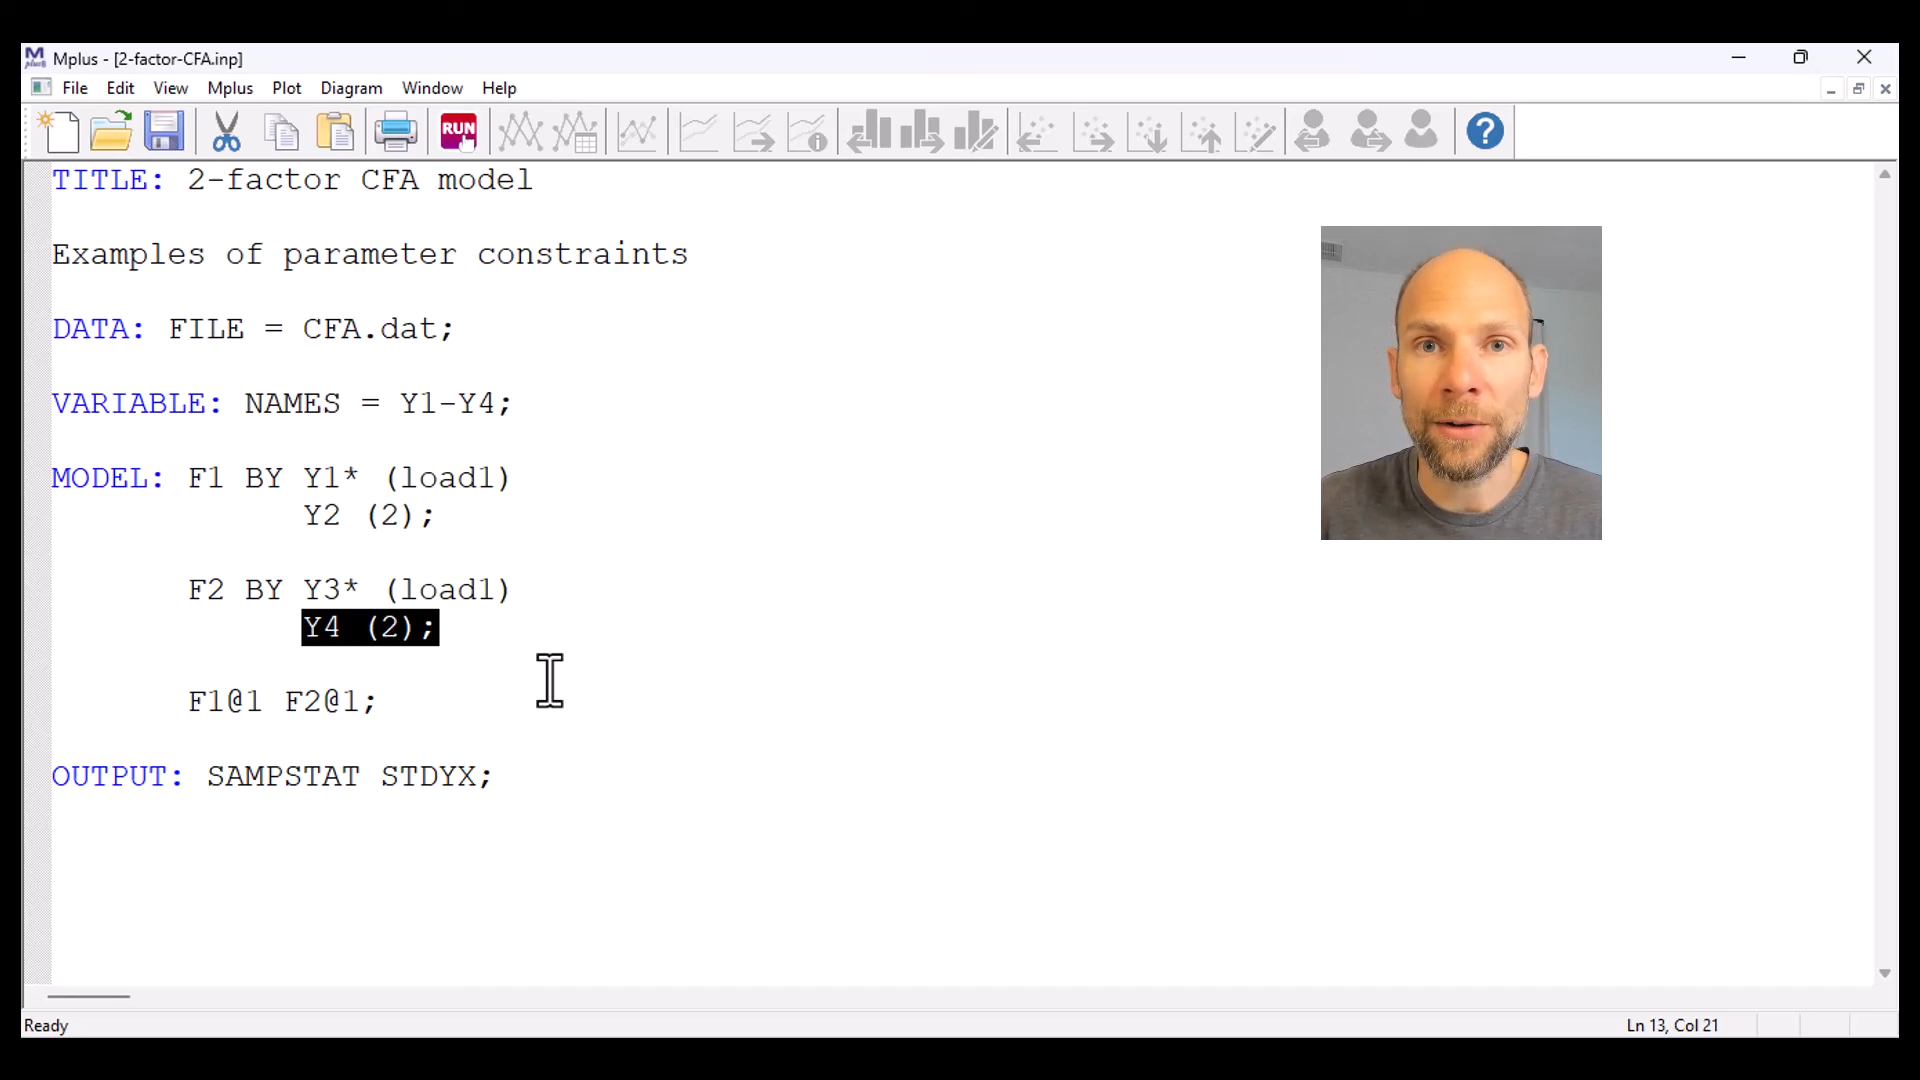 Mplus - [2-factor-CFA.inp]
File Edit View Mplus Plot Diagram Window Help
RUN
TITLE: 2-factor CFA model
Examples of parameter constraints
DATA: FILE = CFA.dat;
VARIABLE: NAMES = Y1-Y4;
MODEL: F1 BY Y1* (load1)
Y2 (2);
F2 BY Y3* (load1)
Y4 (2);
F1@1 F2@1;
OUTPUT: SAMPSTAT STDYX;
Ready
Ln 13, Col 21